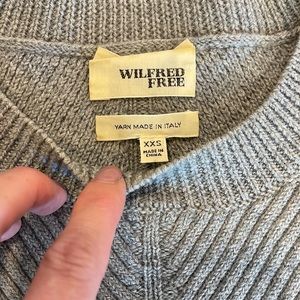 WILFRED
FREE
YARN MADE IN ITALY
XXS
MADE IN
CHINA